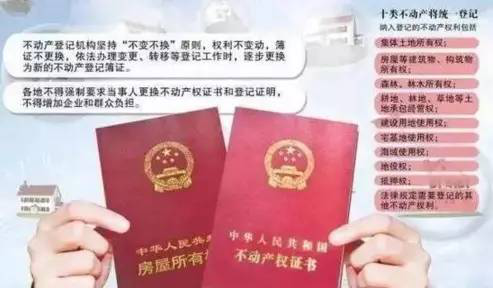 不动产登记机构坚持“不变不换”原则,权利不变动,簿
证不更换,依法办理变更、转移等登记工作时,逐步更换
为新的不动产登记簿证。
各地不得强制要求当事人更换不动产权证书和登记证明,
不得增加企业和群众负担。
中华人民共
房屋所有
中华人民共和国
不动产权证书
十类不动产将统一登记
纳入登记的不动产权利包括
集体土地所有权;
房屋等建筑物、构筑物
所有权;
森林、林木所有权;
耕地、林地、草地等土
地承包经营权;
建设用地使用权;
宅基地使用权;
海域使用权;
地役权;
抵押权;
法律规定需要登记的其
他不动产权利。